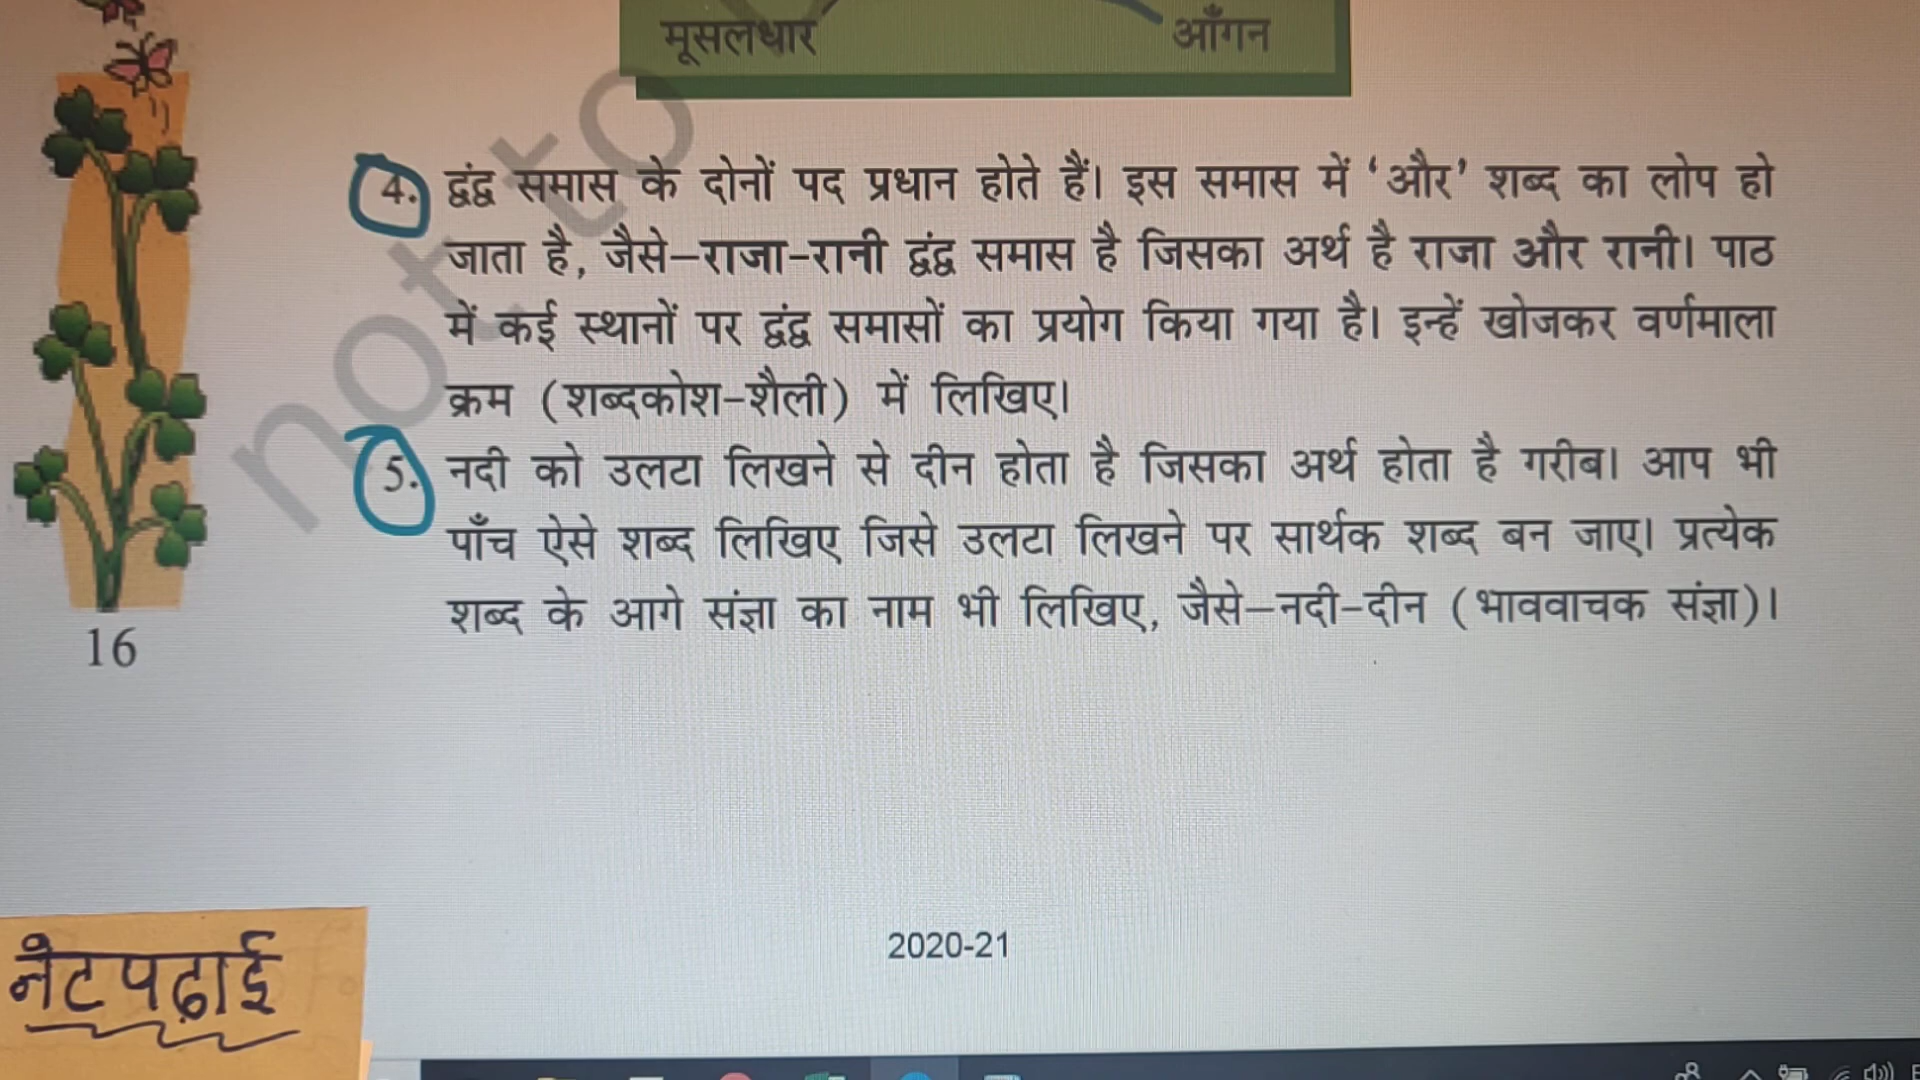 मूसलधार आँगन
not to
4. द्वंद्व समास के दोनों पद प्रधान होते हैं। इस समास में ‘और’ शब्द का लोप हो
जाता है, जैसे–राजा-रानी द्वंद्व समास है जिसका अर्थ है राजा और रानी। पाठ
में कई स्थानों पर द्वंद्व समासों का प्रयोग किया गया है। इन्हें खोजकर वर्णमाला
क्रम (शब्दकोश-शैली) में लिखिए।
5. नदी को उलटा लिखने से दीन होता है जिसका अर्थ होता है गरीब। आप भी
पाँच ऐसे शब्द लिखिए जिसे उलटा लिखने पर सार्थक शब्द बन जाए। प्रत्येक
शब्द के आगे संज्ञा का नाम भी लिखिए, जैसे–नदी-दीन (भाववाचक संज्ञा)।
16
2020-21
नेटपढ़ाई